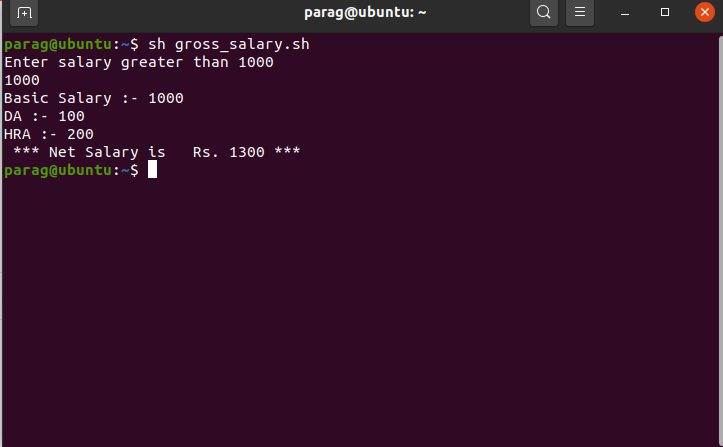 parag@ubuntu: ~
parag@ubuntu:~$ sh gross_salary.sh
Enter salary greater than 1000
1000
Basic Salary :- 1000
DA :- 100
HRA :- 200
 *** Net Salary is   Rs. 1300 ***
parag@ubuntu:~$